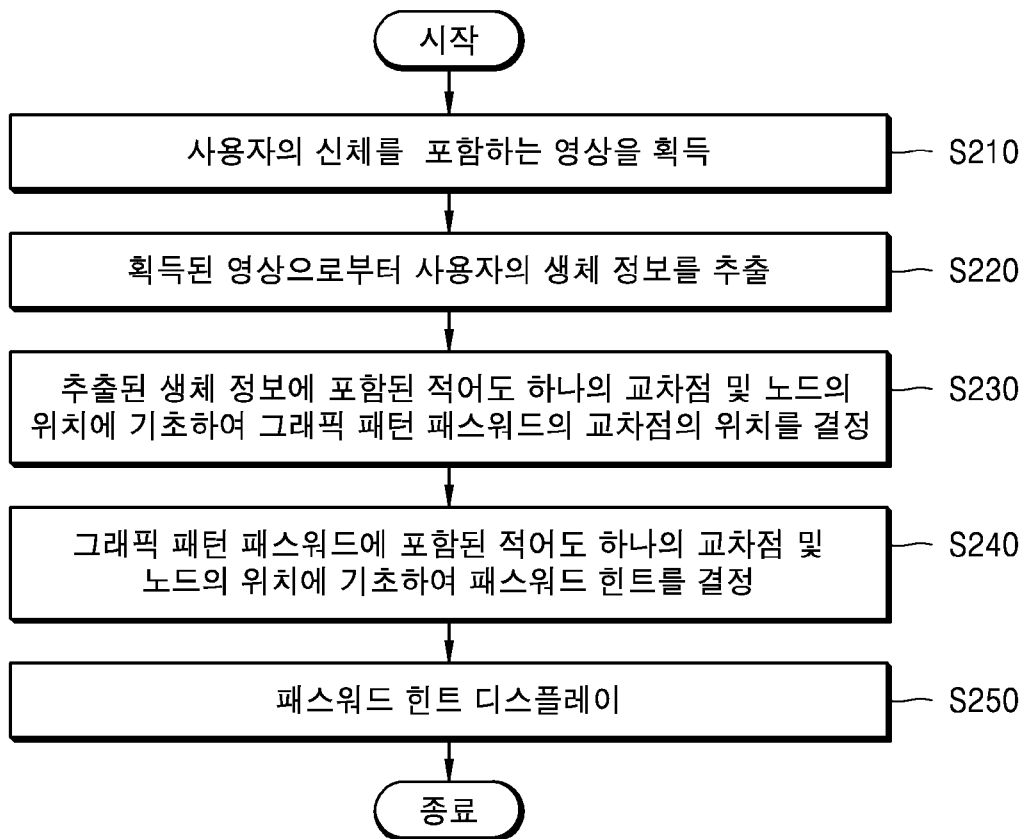 시작
사용자의 신체를 포함하는 영상을 획득
S210
획득된 영상으로부터 사용자의 생체 정보를 추출
S220
추출된 생체 정보에 포함된 적어도 하나의 교차점 및 노드의
위치에 기초하여 그래픽 패턴 패스워드의 교차점의 위치를 결정
S230
그래픽 패턴 패스워드에 포함된 적어도 하나의 교차점 및
노드의 위치에 기초하여 패스워드 힌트를 결정
S240
패스워드 힌트 디스플레이
S250
종료